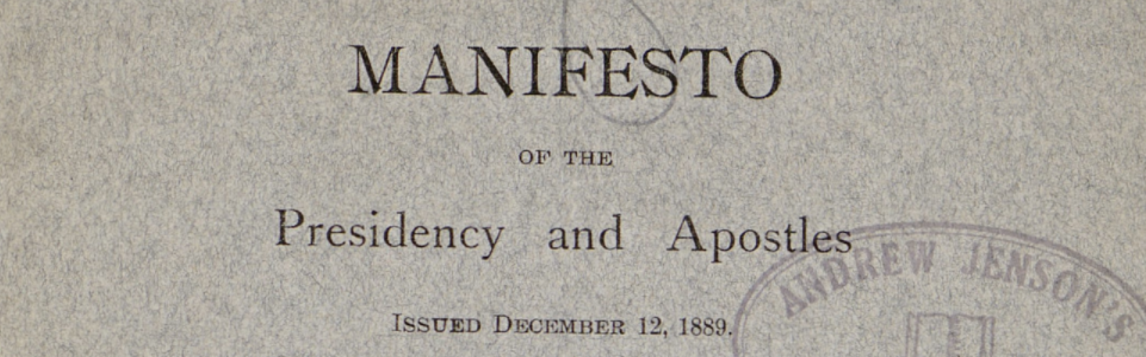 MANIFESTO
OF THE
Presidency and Apostles
ISSUED DECEMBER 12, 1889.
ANDREW JENSON'S